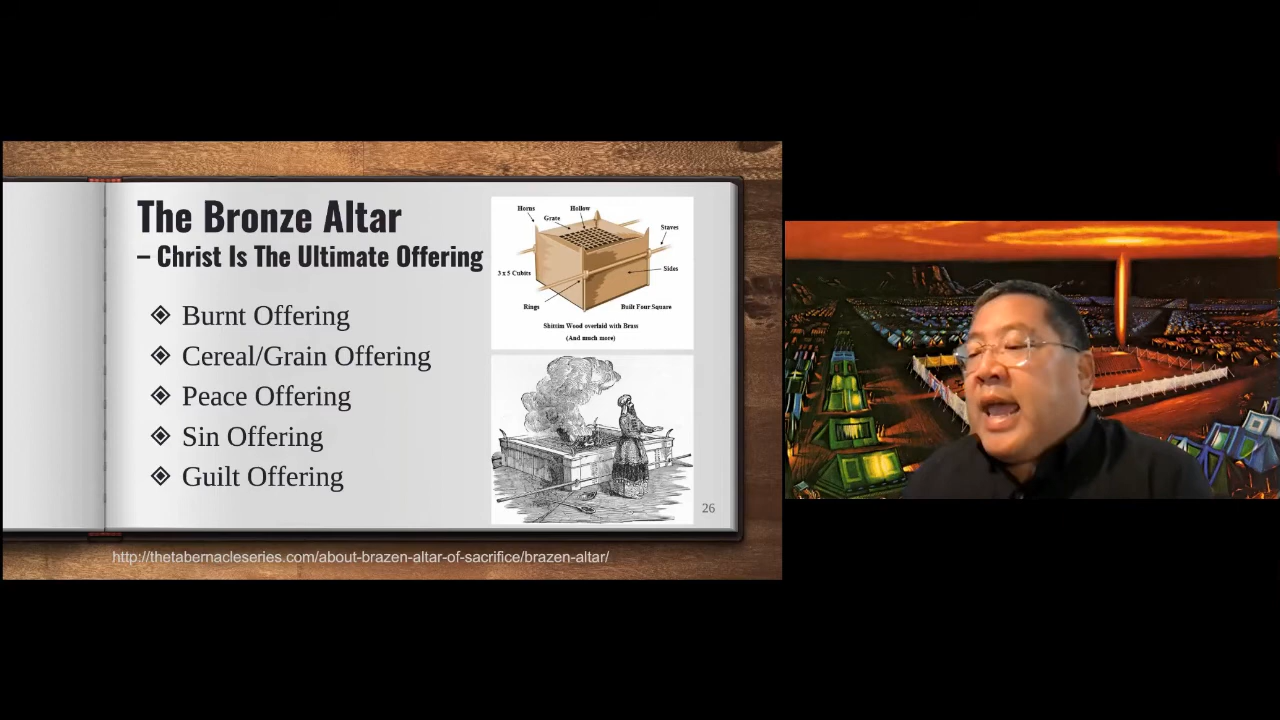 The Bronze Altar
– Christ Is The Ultimate Offering
Burnt Offering
Cereal/Grain Offering
Peace Offering
Sin Offering
Guilt Offering
Horns
Hollow
Grate
Staves
3 x 5 Cubits
Sides
Rings
Built Four Square
Shittim Wood overlaid with Brass
(And much more)
26
http://thetabernacleseries.com/about-brazen-altar-of-sacrifice/brazen-altar/